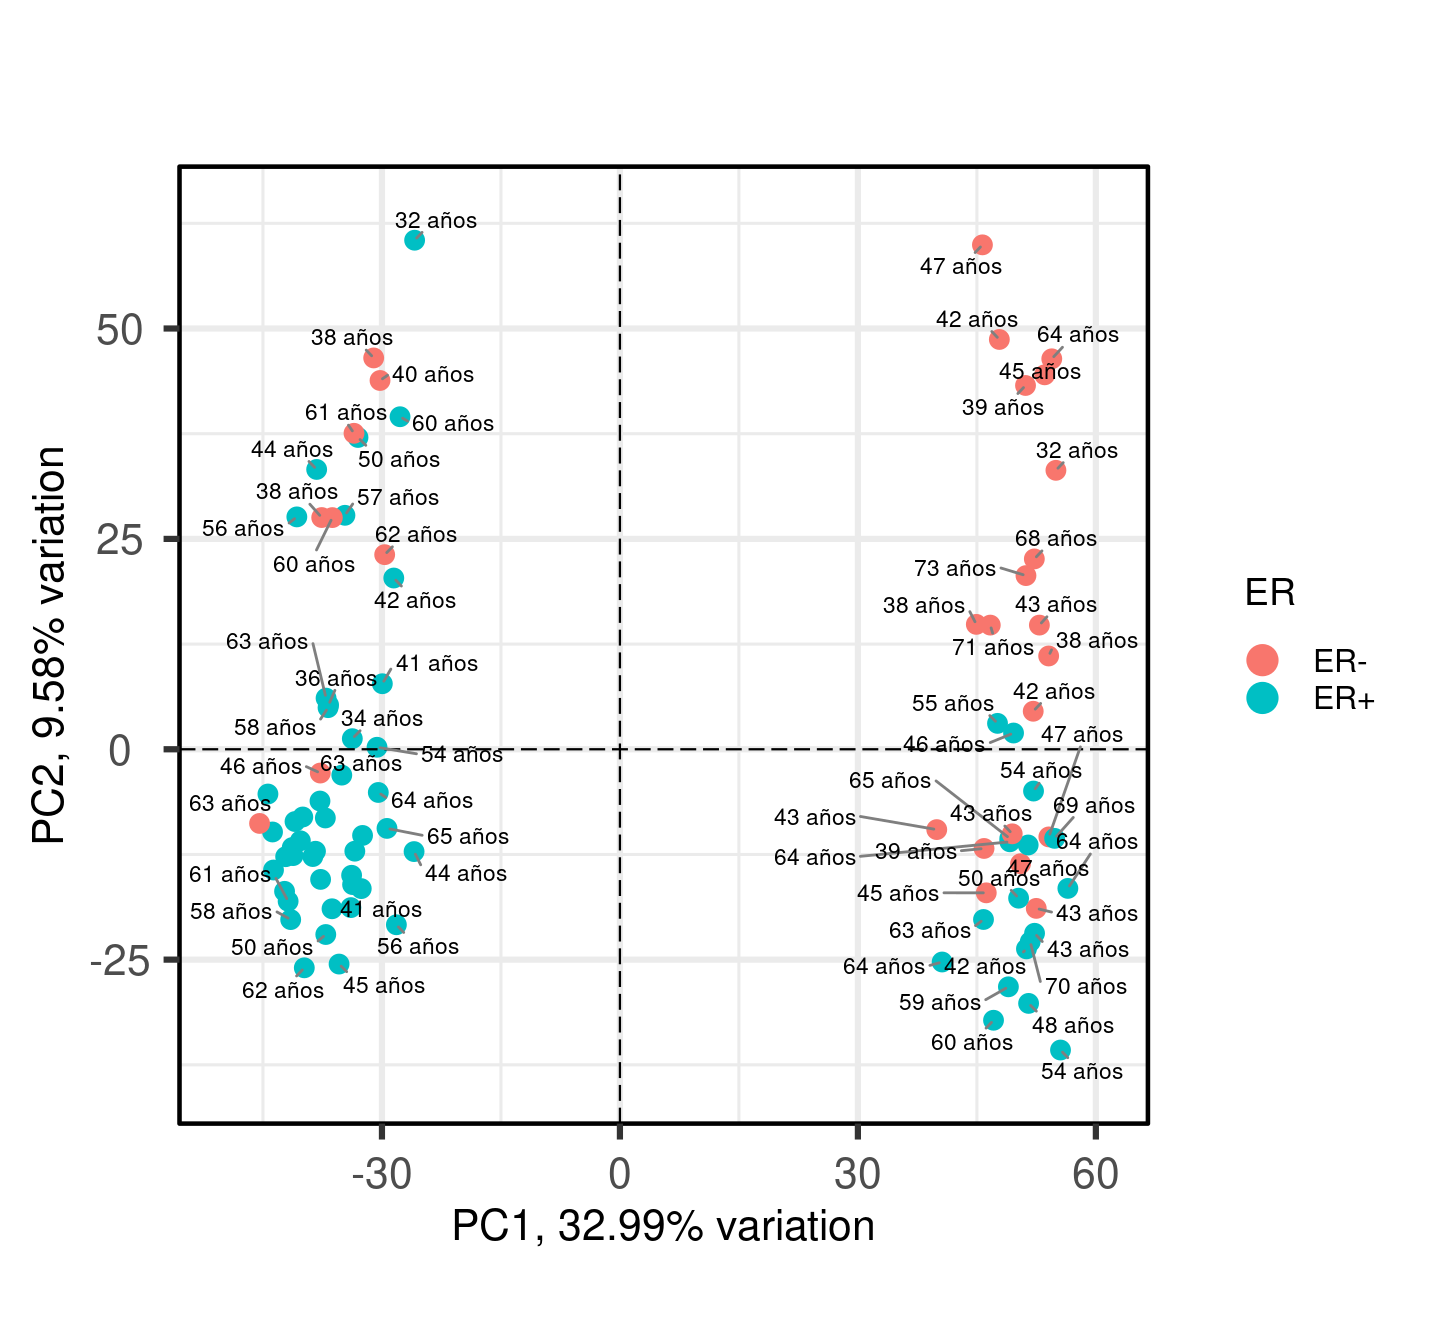 32 años
47 años
42 años
38 años
64 años
40 años
45 años
39 años
61 años
60 años
44 años
50 años
32 años
38 años
57 años
56 años
62 años
68 años
60 años
73 años
42 años
38 años
43 años
63 años
71 años
38 años
41 años
36 años
42 años
55 años
34 años
58 años
47 años
46 años
54 años
46 años
63 años
54 años
65 años
63 años
64 años
69 años
43 años
43 años
65 años
64 años
39 años
64 años
61 años
44 años
47 años
50 años
45 años
58 años
41 años
43 años
63 años
50 años
56 años
43 años
64 años
42 años
62 años
45 años
70 años
59 años
48 años
60 años
54 años
50
25
0
-25
PC2, 9.58% variation
-30
0
30
60
PC1, 32.99% variation
ER
ER-
ER+